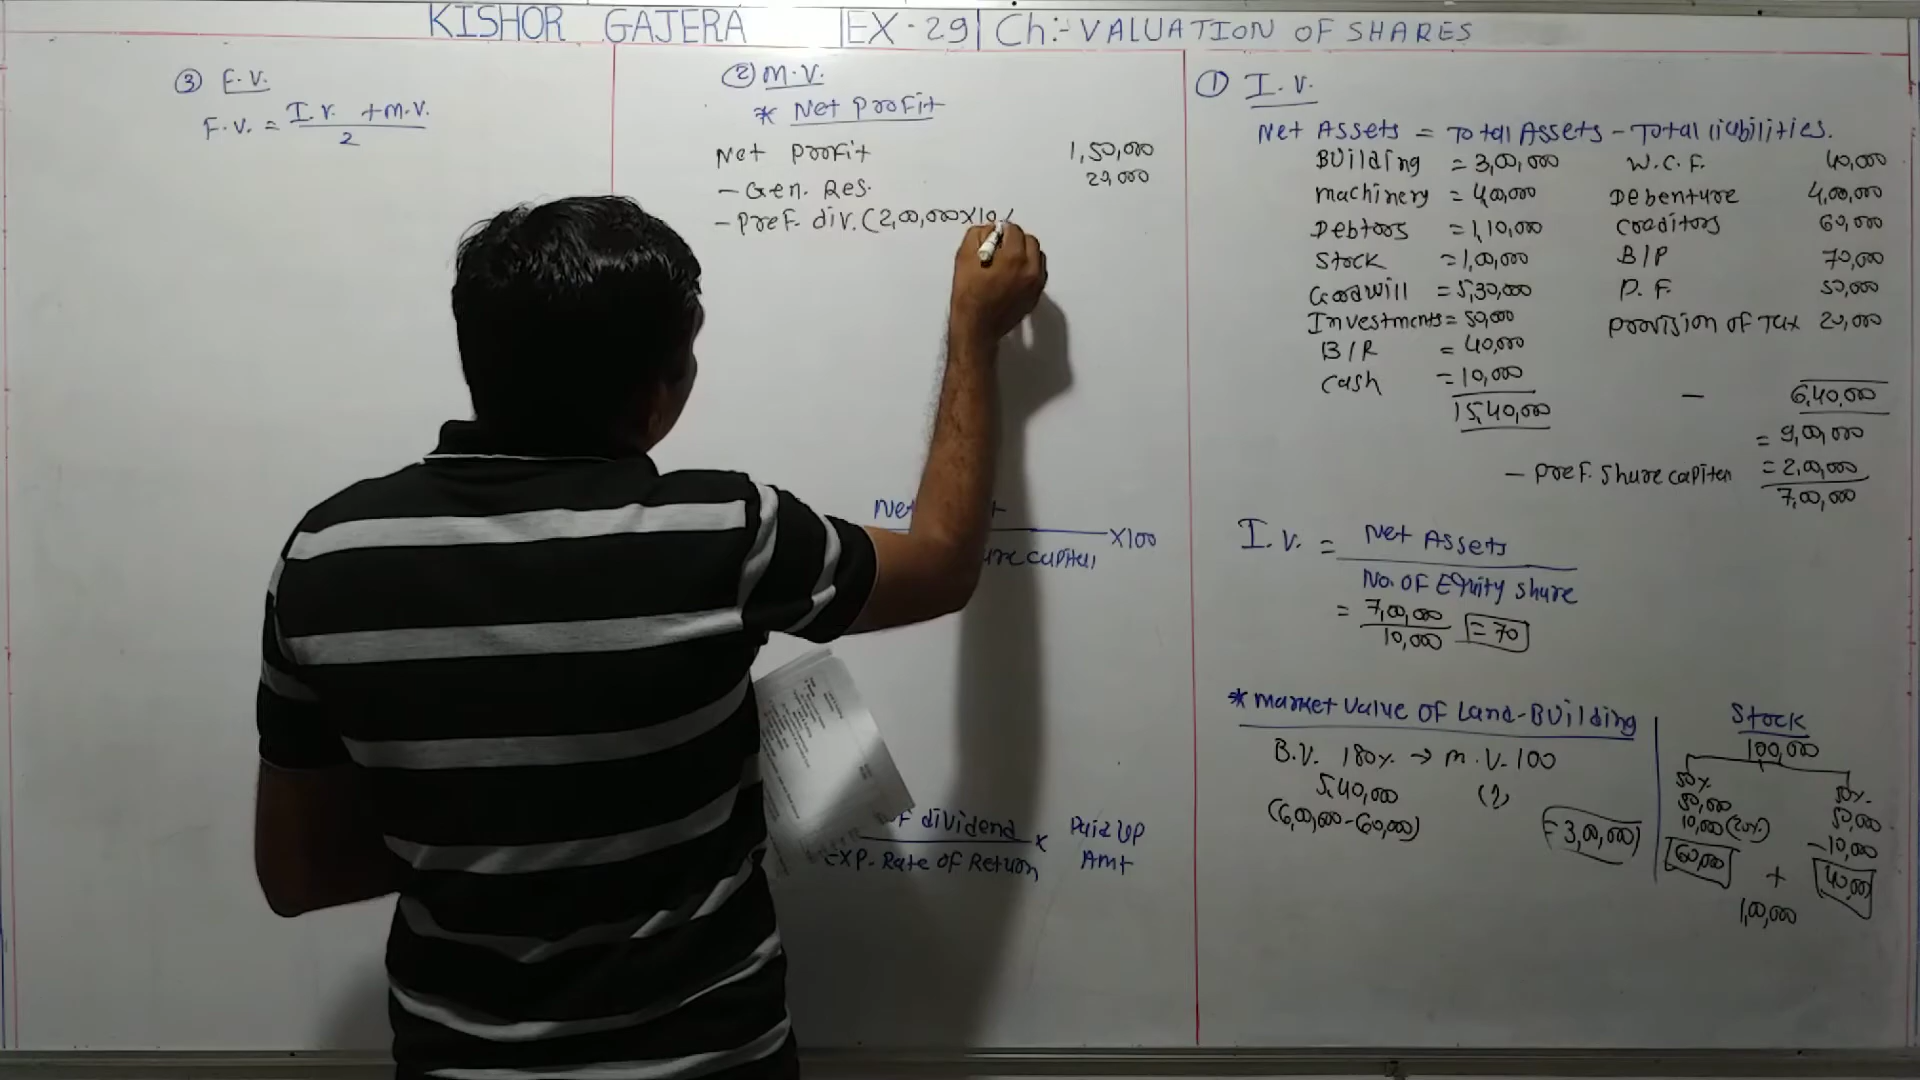 KISHOR GAJERA | EX-29 | Ch:- VALUATION OF SHARES
③ F.V.
F.V. = I.V. + M.V.
2
② M.V.
* Net Profit
Net Profit 1,50,000
- Gen. Res. 20,000
- Pref. div. (2,00,000 X 10
X100
dividend × Paid UP
EXP. Rate of Return Amt
① I.V.
Net Assets = Total Assets - Total liabilities.
Building = 3,00,000 W.C.F. 40,000
machinery = 4,00,000 Debenture 4,00,000
Debtors = 1,10,000 Creditors 60,000
Stock = 1,00,000 B/P 70,000
Goodwill = 5,30,000 P.F. 50,000
Investments = 50,000 Provision of Tax 20,000
B/R = 40,000
Cash = 10,000
15,40,000 - 6,40,000
= 9,00,000
- Pref. Share capital = 2,00,000
7,00,000
I.V. = Net Assets
No. of Equity Share
= 7,00,000
10,000 = 70
* Market Value of Land-Building
B.V. 180% → M.V. 100
5,40,000 (?)
(6,00,000 - 60,000)
= 3,00,000
Stock
100,000
50% 50%
50,000 50,000
10,000 (20%) - 10,000
60,000 + 40,000
1,00,000